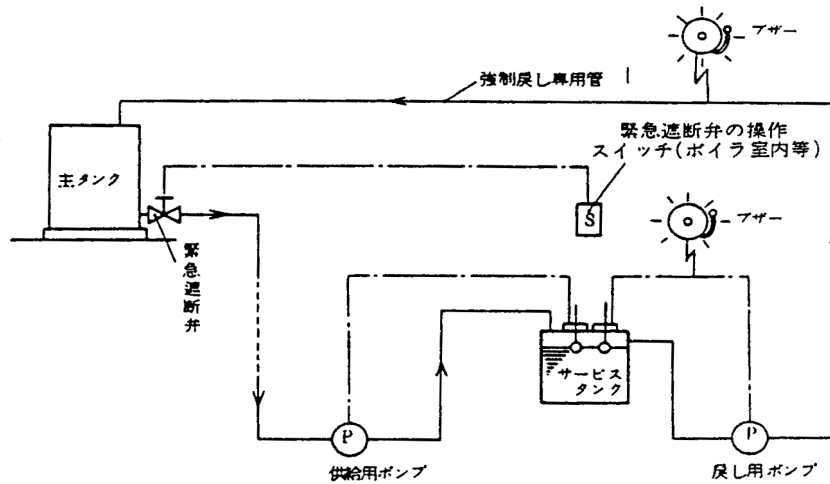 ブザー
強制戻し専用管
緊急遮断弁の操作
スイッチ(ボイラ室内等)
主タンク
S
ブザー
緊急遮断弁
サービス
タンク
P
P
供給用ポンプ
戻し用ポンプ